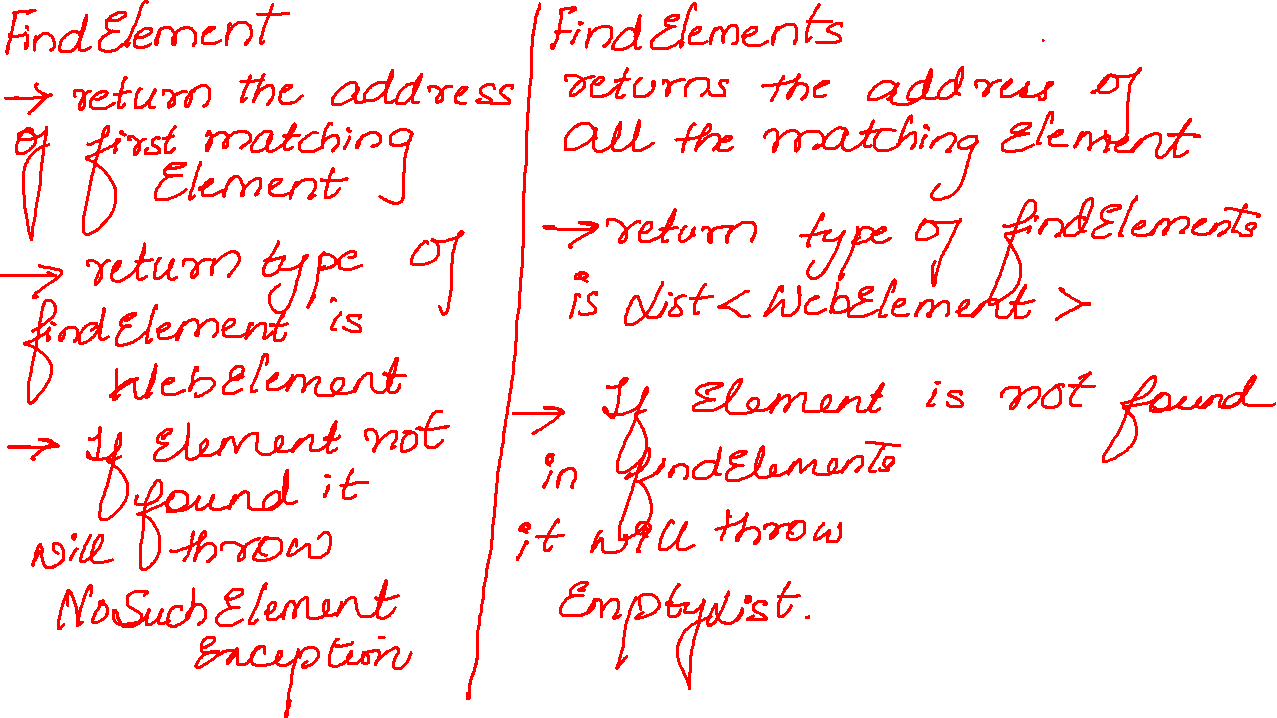 FindElement
→ return the address
of first matching
Element
→ return type of
findElement is
WebElement
→ If Element not
found it
will throw
NoSuchElement
Exception
FindElements
returns the address of
all the matching Element
→ return type of findElements
is List<WebElement>
→ If Element is not found
in findElements
it will throw
EmptyList.